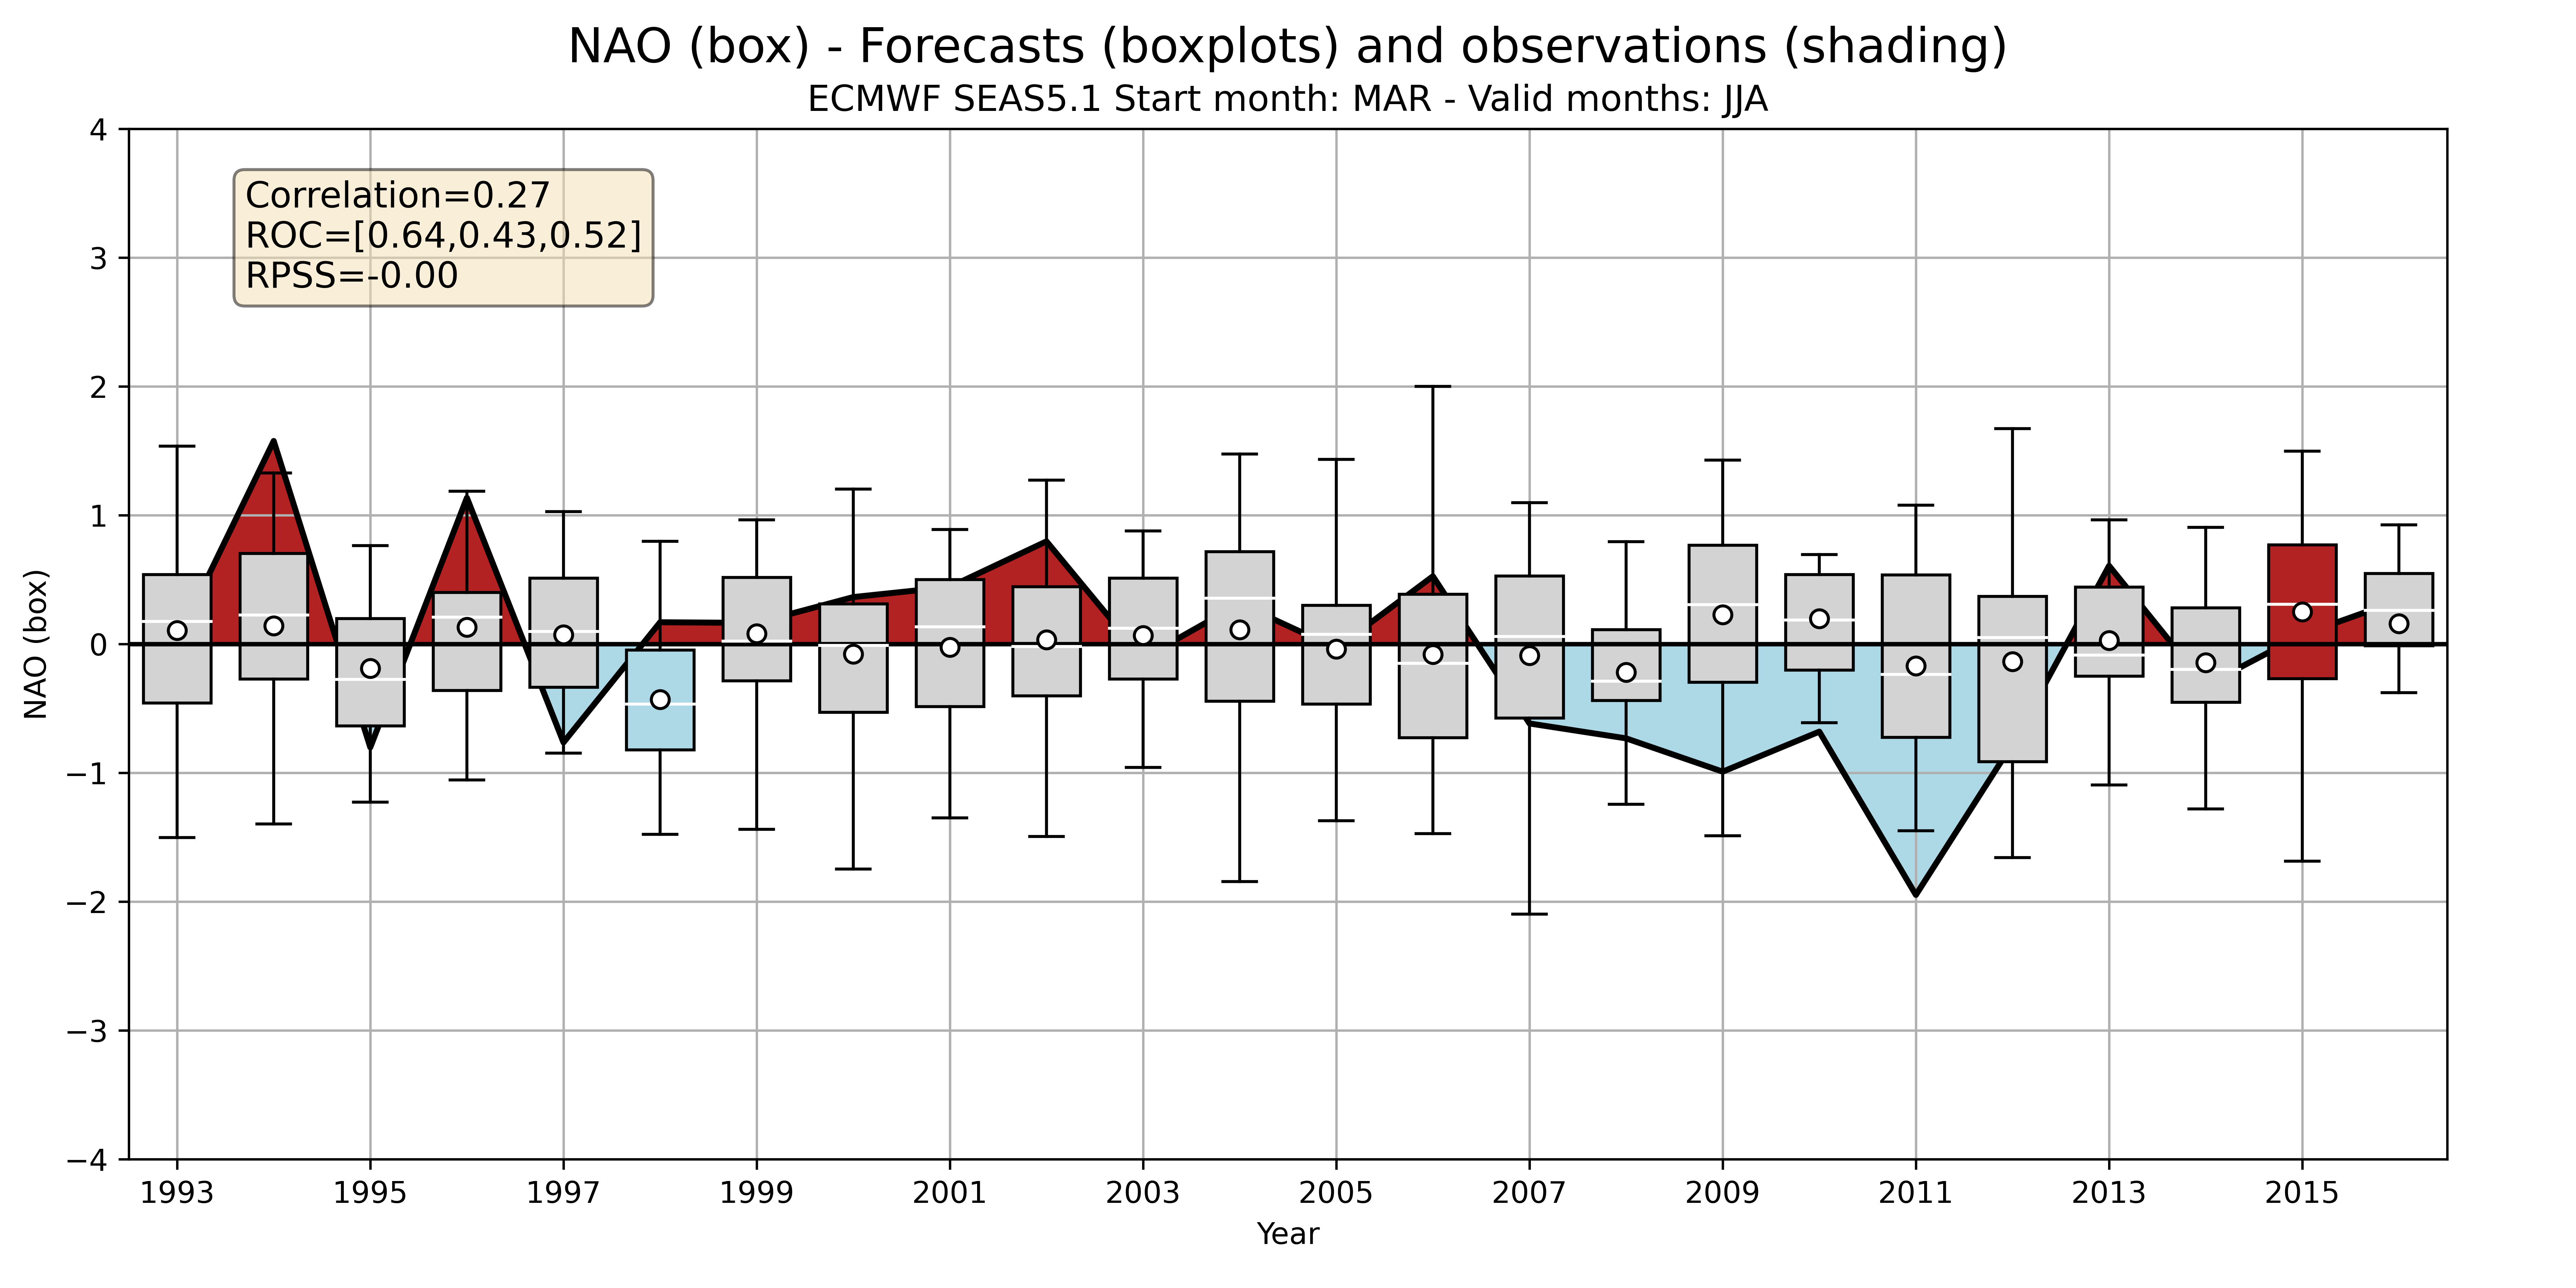 NAO (box) - Forecasts (boxplots) and observations (shading)
ECMWF SEAS5.1 Start month: MAR - Valid months: JJA
Correlation=0.27
ROC=[0.64,0.43,0.52]
RPSS=-0.00
NAO (box)
4
3
2
1
0
−1
−2
−3
−4
1993 1995 1997 1999 2001 2003 2005 2007 2009 2011 2013 2015
Year